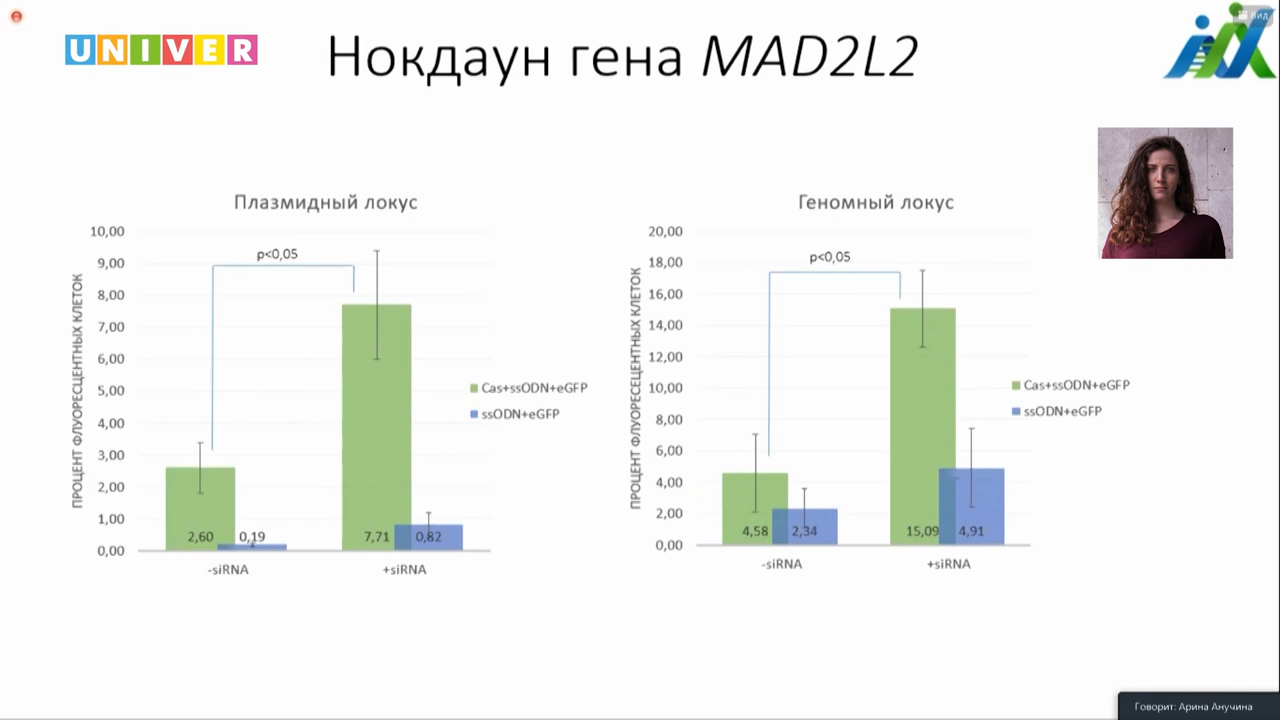 Вид
UNIVER
Нокдаун гена MAD2L2
Плазмидный локус
ПРОЦЕНТ ФЛУОРЕСЦЕНТНЫХ КЛЕТОК
10,00
9,00
8,00
7,00
6,00
5,00
4,00
3,00
2,00
1,00
0,00
p<0,05
2,60
0,19
7,71
0,82
-siRNA
+siRNA
Cas+ssODN+eGFP
ssODN+eGFP
Геномный локус
ПРОЦЕНТ ФЛУОРЕСЕЦЕНТНЫХ КЛЕТОК
20,00
18,00
16,00
14,00
12,00
10,00
8,00
6,00
4,00
2,00
0,00
p<0,05
4,58
2,34
15,09
4,91
-siRNA
+siRNA
Cas+ssODN+eGFP
ssODN+eGFP
Говорит: Арина Анучина